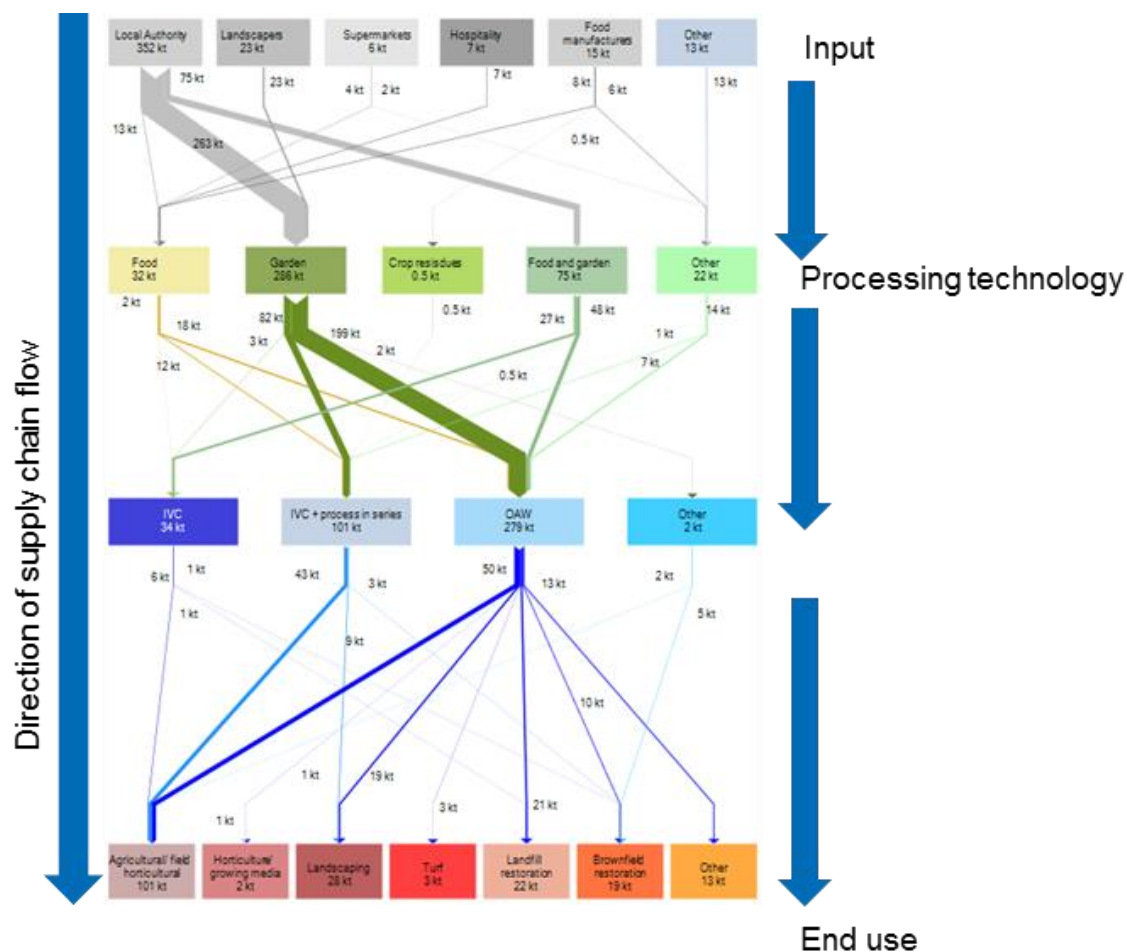 Direction of supply chain flow
Input
Processing technology
End use
Local Authority
352 kt
Landscapers
23 kt
Supermarkets
6 kt
Hospitality
7 kt
Food
manufactures
15 kt
Other
13 kt
75 kt
23 kt
4 kt
2 kt
7 kt
8 kt
6 kt
13 kt
13 kt
263 kt
0.5 kt
Food
32 kt
Garden
286 kt
Crop resisdues
0.5 kt
Food and garden
75 kt
Other
22 kt
2 kt
18 kt
12 kt
82 kt
3 kt
199 kt
2 kt
0.5 kt
0.5 kt
27 kt
48 kt
1 kt
14 kt
7 kt
IVC
34 kt
IVC + process in series
101 kt
OAW
279 kt
Other
2 kt
6 kt
1 kt
1 kt
43 kt
3 kt
9 kt
50 kt
13 kt
2 kt
5 kt
10 kt
1 kt
19 kt
1 kt
3 kt
21 kt
Agricultural/ field
horticultural
101 kt
Horticulture/
growing media
2 kt
Landscaping
28 kt
Turf
3 kt
Landfill
restoration
22 kt
Brownfield
restoration
19 kt
Other
13 kt